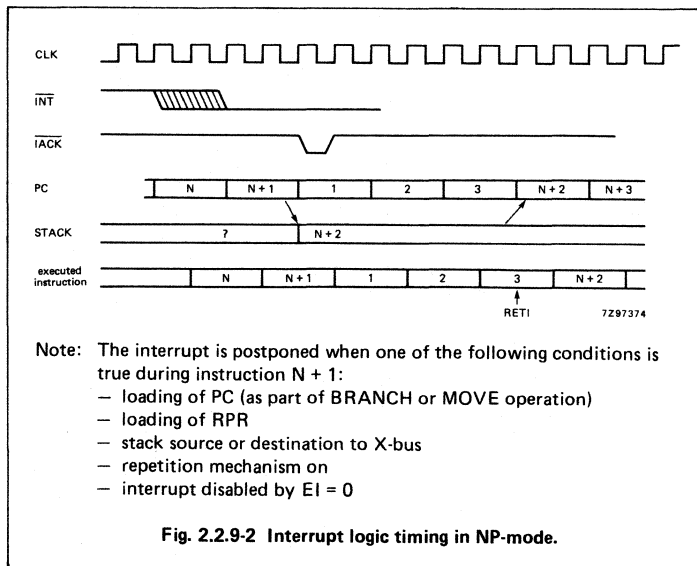 CLK
INT
IACK
PC N N + 1 1 2 3 N + 2 N + 3
STACK ? N + 2
executed
instruction N N + 1 1 2 3 N + 2
RETI 7Z97374
Note: The interrupt is postponed when one of the following conditions is
true during instruction N + 1:
— loading of PC (as part of BRANCH or MOVE operation)
— loading of RPR
— stack source or destination to X-bus
— repetition mechanism on
— interrupt disabled by EI = 0
Fig. 2.2.9-2 Interrupt logic timing in NP-mode.